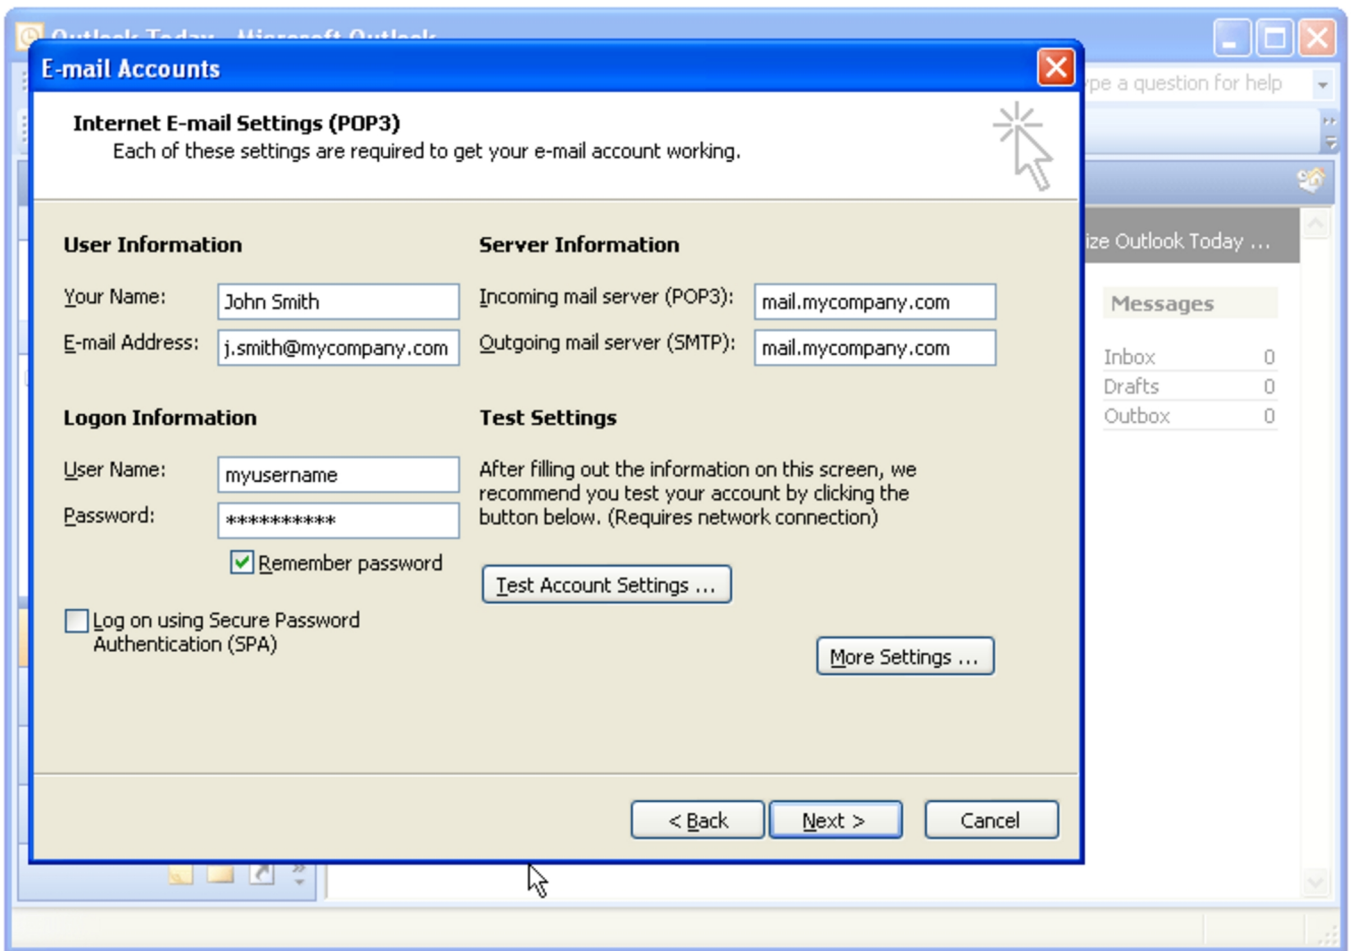 Outlook Today - Microsoft Outlook
E-mail Accounts
Type a question for help
Internet E-mail Settings (POP3)
Each of these settings are required to get your e-mail account working.
ize Outlook Today ...
User Information
Your Name:
John Smith
E-mail Address:
j.smith@mycompany.com
Server Information
Incoming mail server (POP3):
mail.mycompany.com
Outgoing mail server (SMTP):
mail.mycompany.com
Logon Information
User Name:
myusername
Password:
**********
Remember password
Log on using Secure Password
Authentication (SPA)
Test Settings
After filling out the information on this screen, we
recommend you test your account by clicking the
button below. (Requires network connection)
Test Account Settings ...
More Settings ...
Messages
Inbox 0
Drafts 0
Outbox 0
< Back
Next >
Cancel